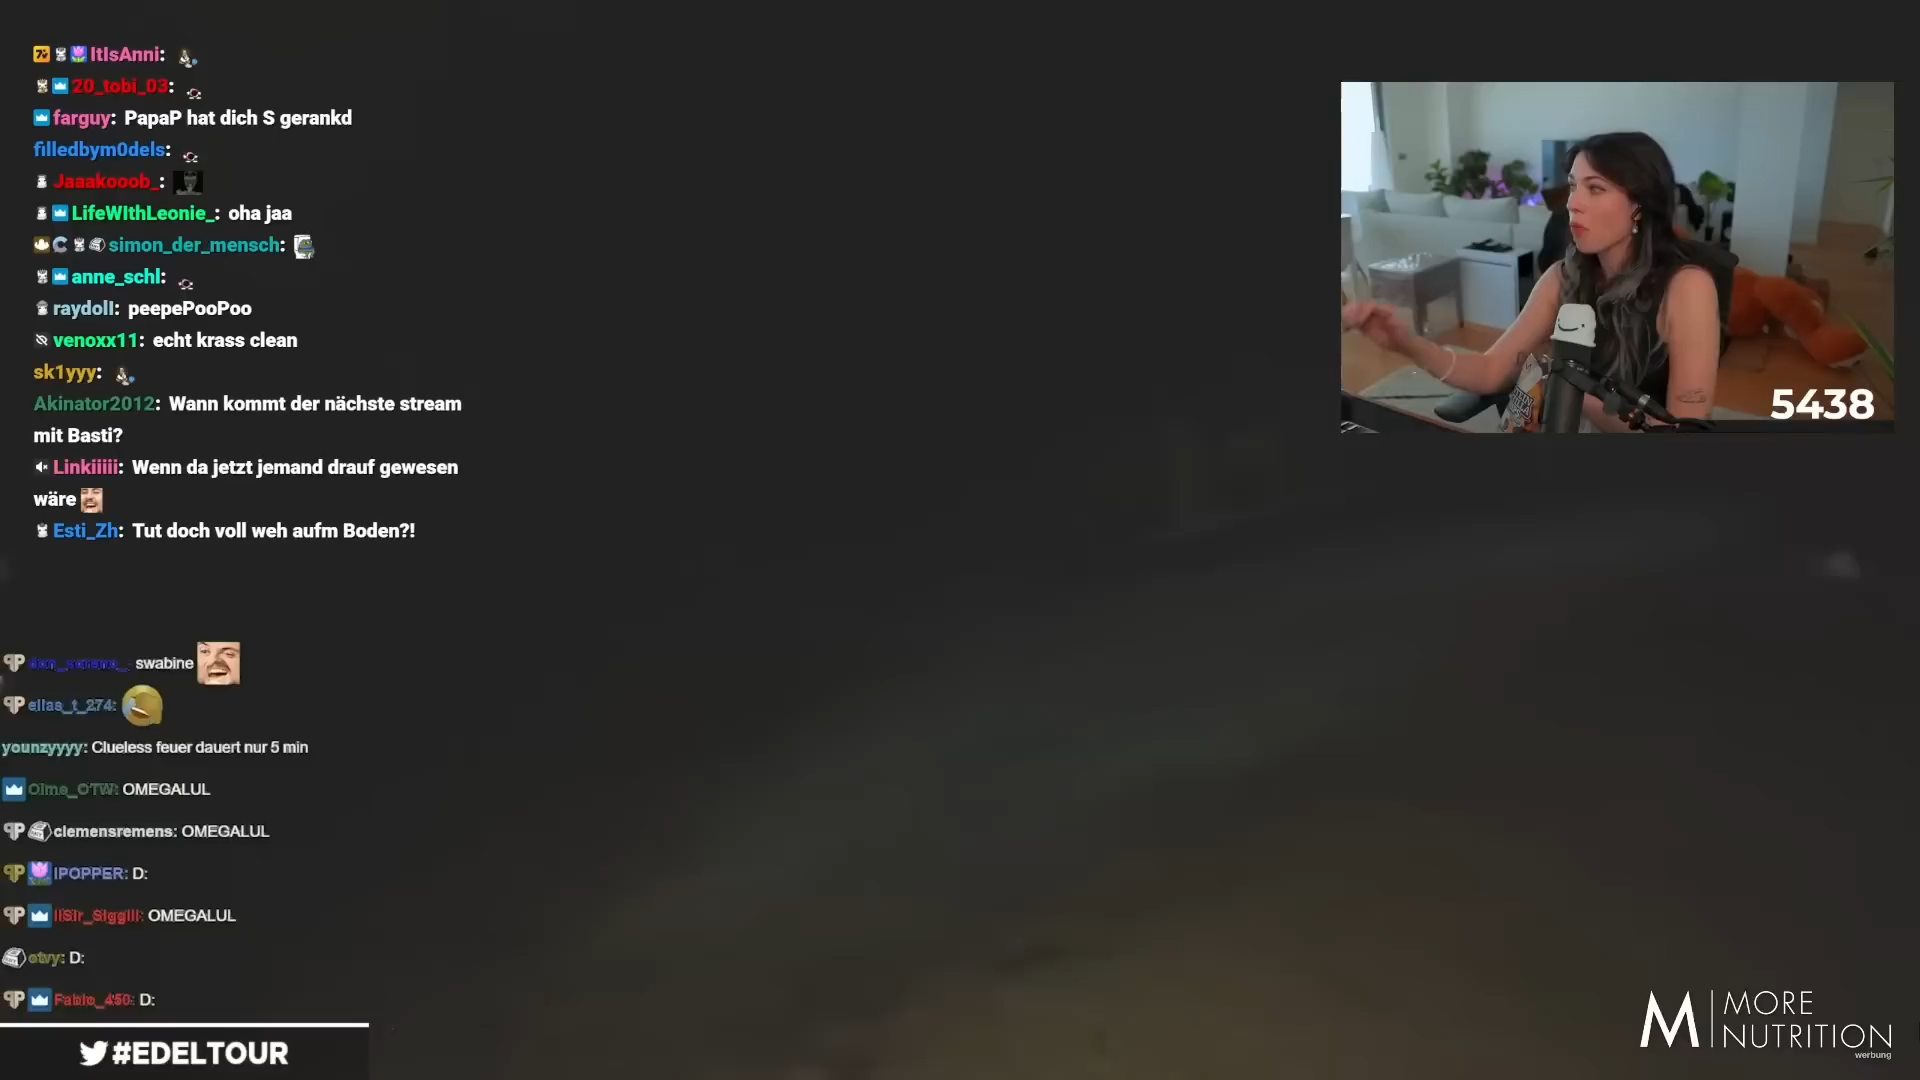 ItIsAnni:
20_tobi_03:
farguy: PapaP hat dich S gerankd
filledbym0dels:
Jaaakooob_:
LifeWIthLeonie_: oha jaa
simon_der_mensch:
anne_schl:
raydoll: peepePooPoo
venoxx11: echt krass clean
sk1yyy:
Akinator2012: Wann kommt der nächste stream
mit Basti?
Linkiiiii: Wenn da jetzt jemand drauf gewesen
wäre
Esti_Zh: Tut doch voll weh aufm Boden?!
5438
swabine
elias_t_274:
younzyyyy: Clueless feuer dauert nur 5 min
OMEGALUL
clemensremens: OMEGALUL
IPOPPER: D:
OMEGALUL
D:
Fabio_450: D:
#EDELTOUR
M MORE
NUTRITION
werbung